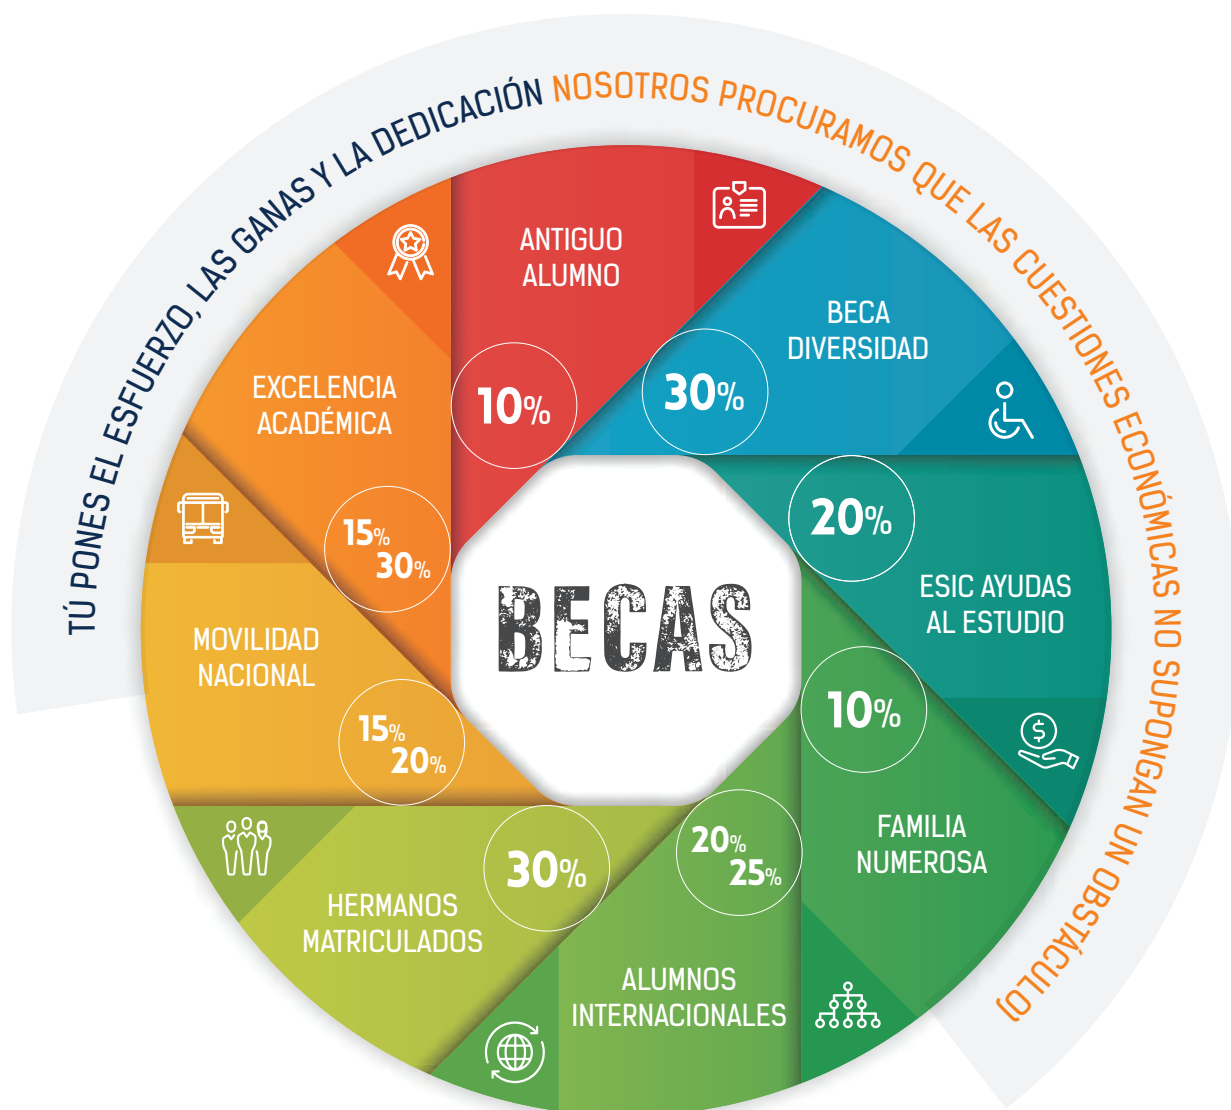 TÚ PONES EL ESFUERZO, LAS GANAS Y LA DEDICACIÓN NOSOTROS PROCURAMOS QUE LAS CUESTIONES ECONÓMICAS NO SUPONGAN UN OBSTÁCULO)
ANTIGUO
ALUMNO
10%
BECA
DIVERSIDAD
30%
20%
ESIC AYUDAS
AL ESTUDIO
10%
FAMILIA
NUMEROSA
20%
25%
ALUMNOS
INTERNACIONALES
30%
HERMANOS
MATRICULADOS
MOVILIDAD
NACIONAL
15%
20%
EXCELENCIA
ACADÉMICA
15%
30%
BECAS
$